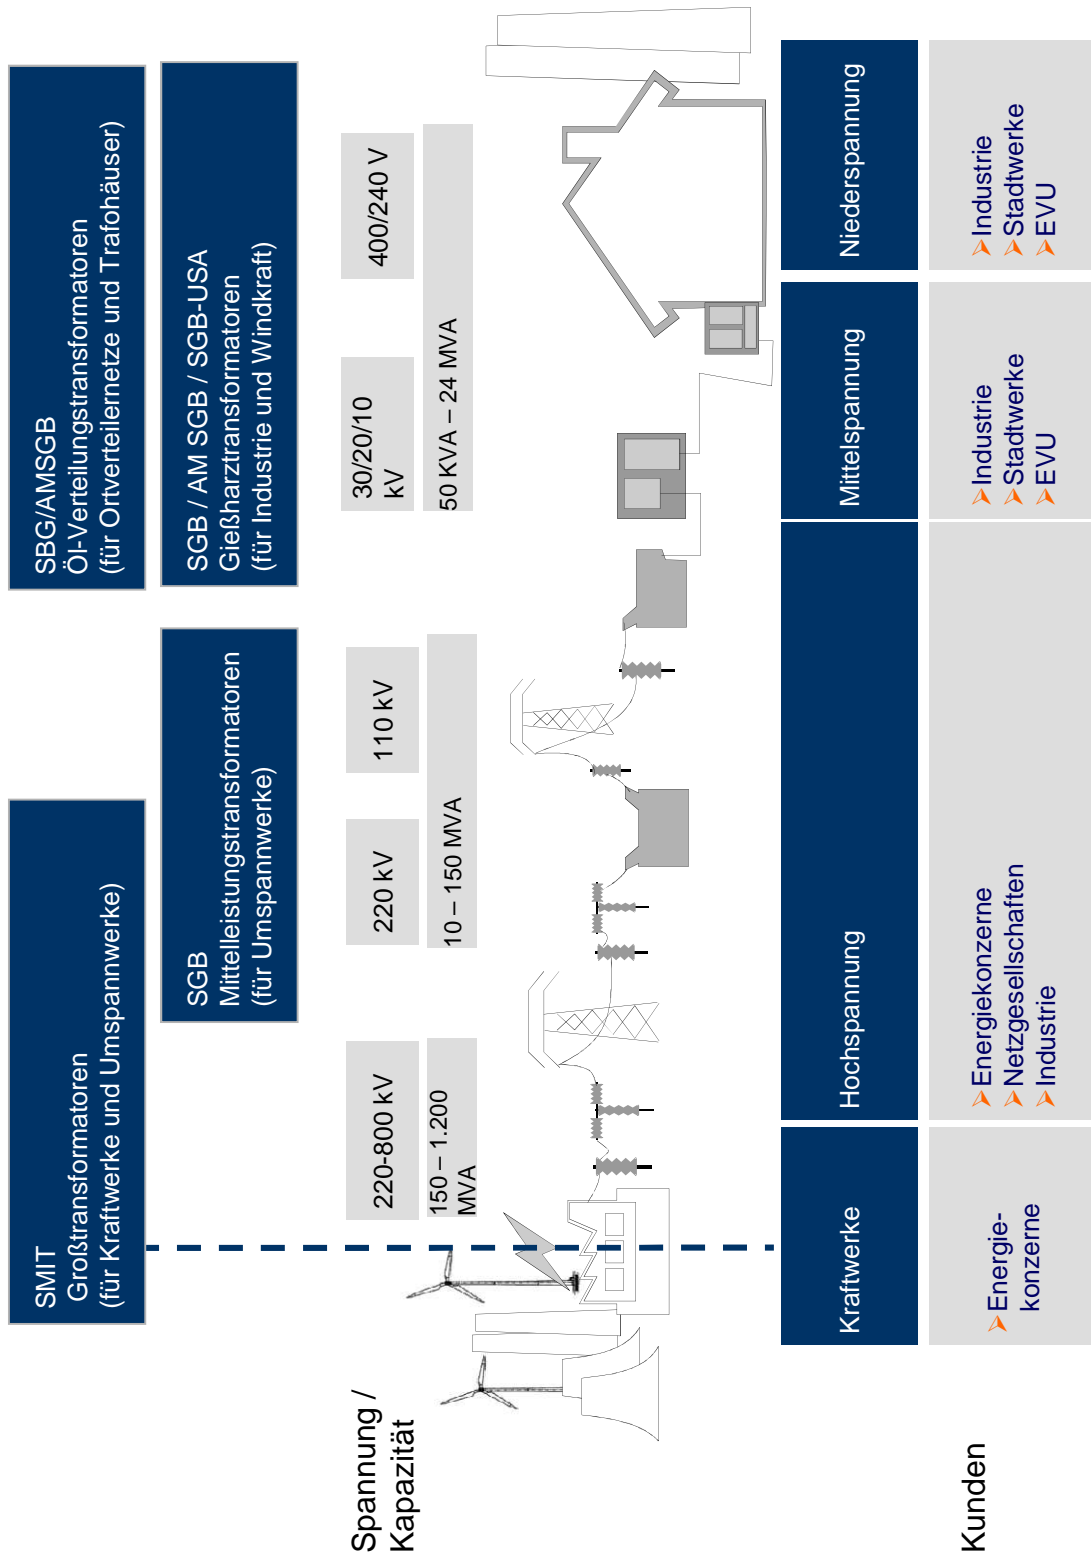 SMIT
Großtransformatoren
(für Kraftwerke und Umspannwerke)
SBG/AMSGB
Öl-Verteilungstransformatoren
(für Ortverteilernetze und Trafohäuser)
SGB
Mittelleistungstransformatoren
(für Umspannwerke)
SGB / AM SGB / SGB-USA
Gießharztransformatoren
(für Industrie und Windkraft)
Spannung /
Kapazität
220-800 kV
220 kV
110 kV
30/20/10
kV
400/240 V
150 – 1.200
MVA
10 – 150 MVA
50 KVA – 24 MVA
Kraftwerke
Hochspannung
Mittelspannung
Niederspannung
Kunden
Energie-
konzerne
Energiekonzerne
Netzgesellschaften
Industrie
Industrie
Stadtwerke
EVU
Industrie
Stadtwerke
EVU